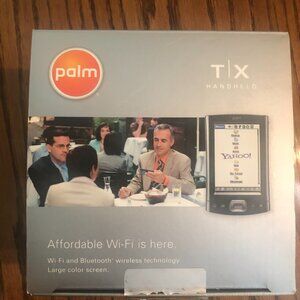 palm
T|X
HANDHELD
YAHOO!
Affordable Wi-Fi is here.
Wi-Fi and Bluetooth® wireless technology
Large color screen.